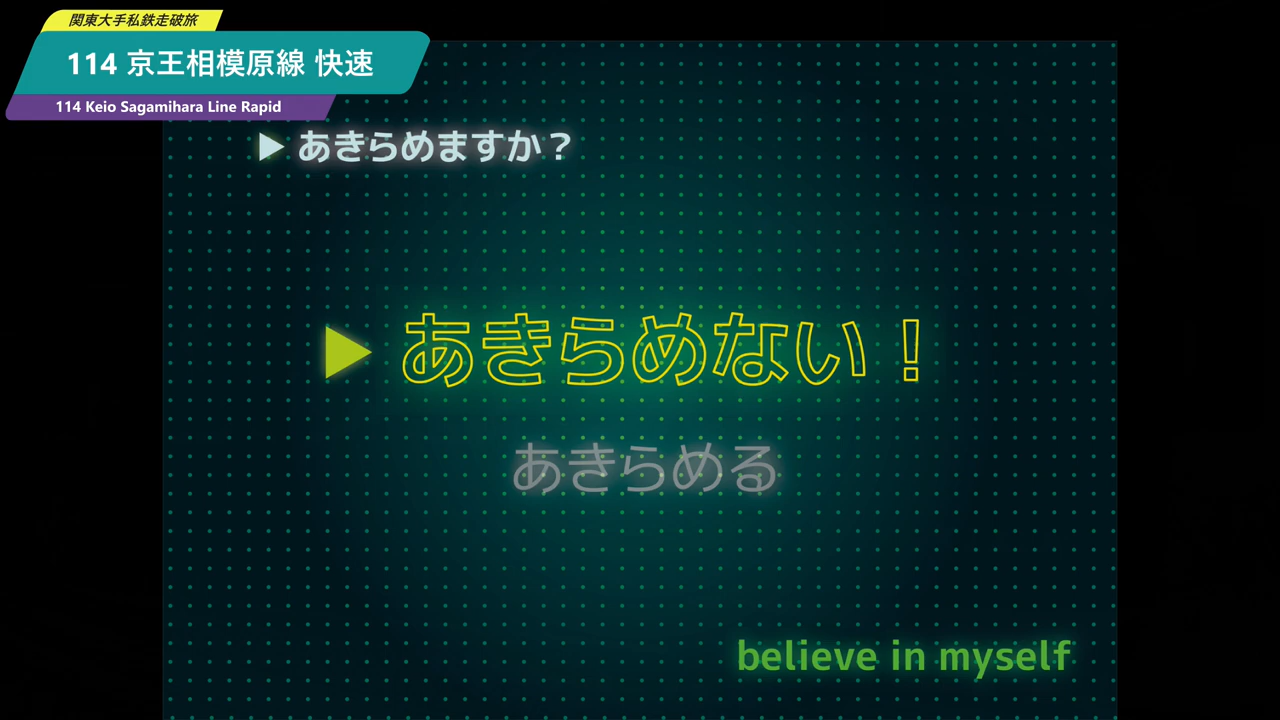 関東大手私鉄走破旅
114 京王相模原線 快速
114 Keio Sagamihara Line Rapid
▶ あきらめますか？
▶ あきらめない！
あきらめる
believe in myself